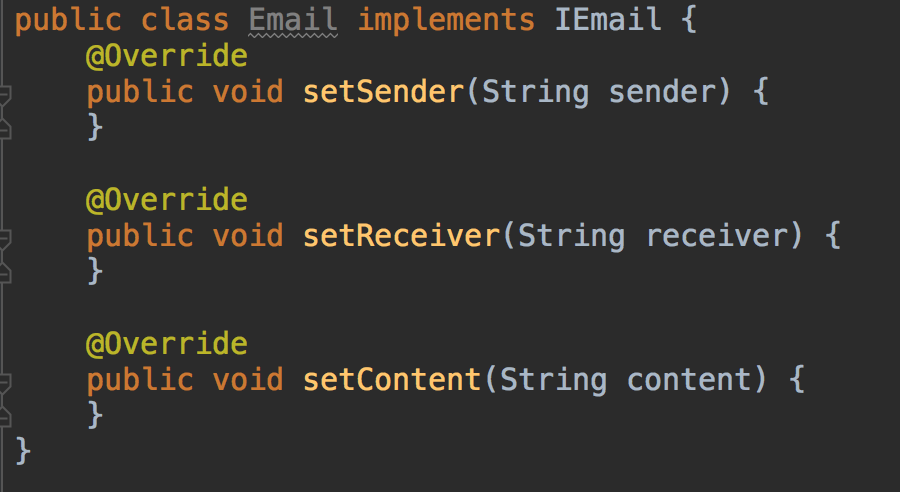 public class Email implements IEmail {
    @Override
    public void setSender(String sender) {
    }

    @Override
    public void setReceiver(String receiver) {
    }

    @Override
    public void setContent(String content) {
    }
}